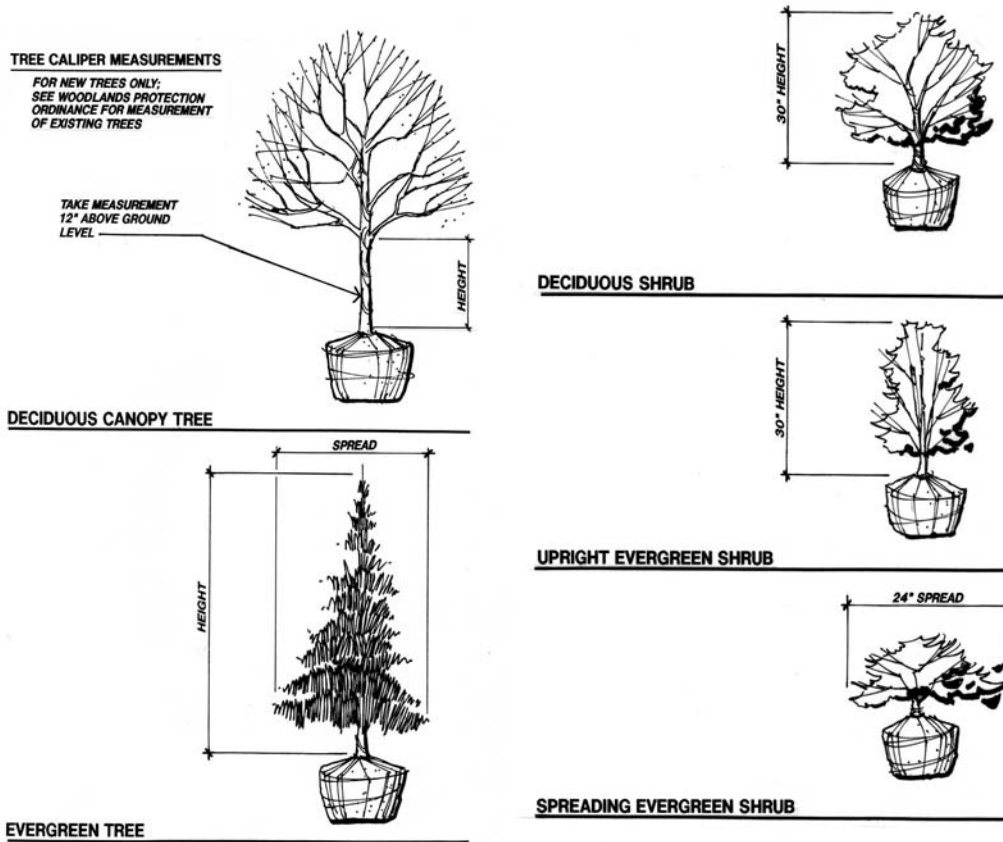 TREE CALIPER MEASUREMENTS
FOR NEW TREES ONLY;
SEE WOODLANDS PROTECTION
ORDINANCE FOR MEASUREMENT
OF EXISTING TREES
TAKE MEASUREMENT
12" ABOVE GROUND
LEVEL
HEIGHT
DECIDUOUS CANOPY TREE
SPREAD
HEIGHT
EVERGREEN TREE
30" HEIGHT
DECIDUOUS SHRUB
30" HEIGHT
UPRIGHT EVERGREEN SHRUB
24" SPREAD
SPREADING EVERGREEN SHRUB